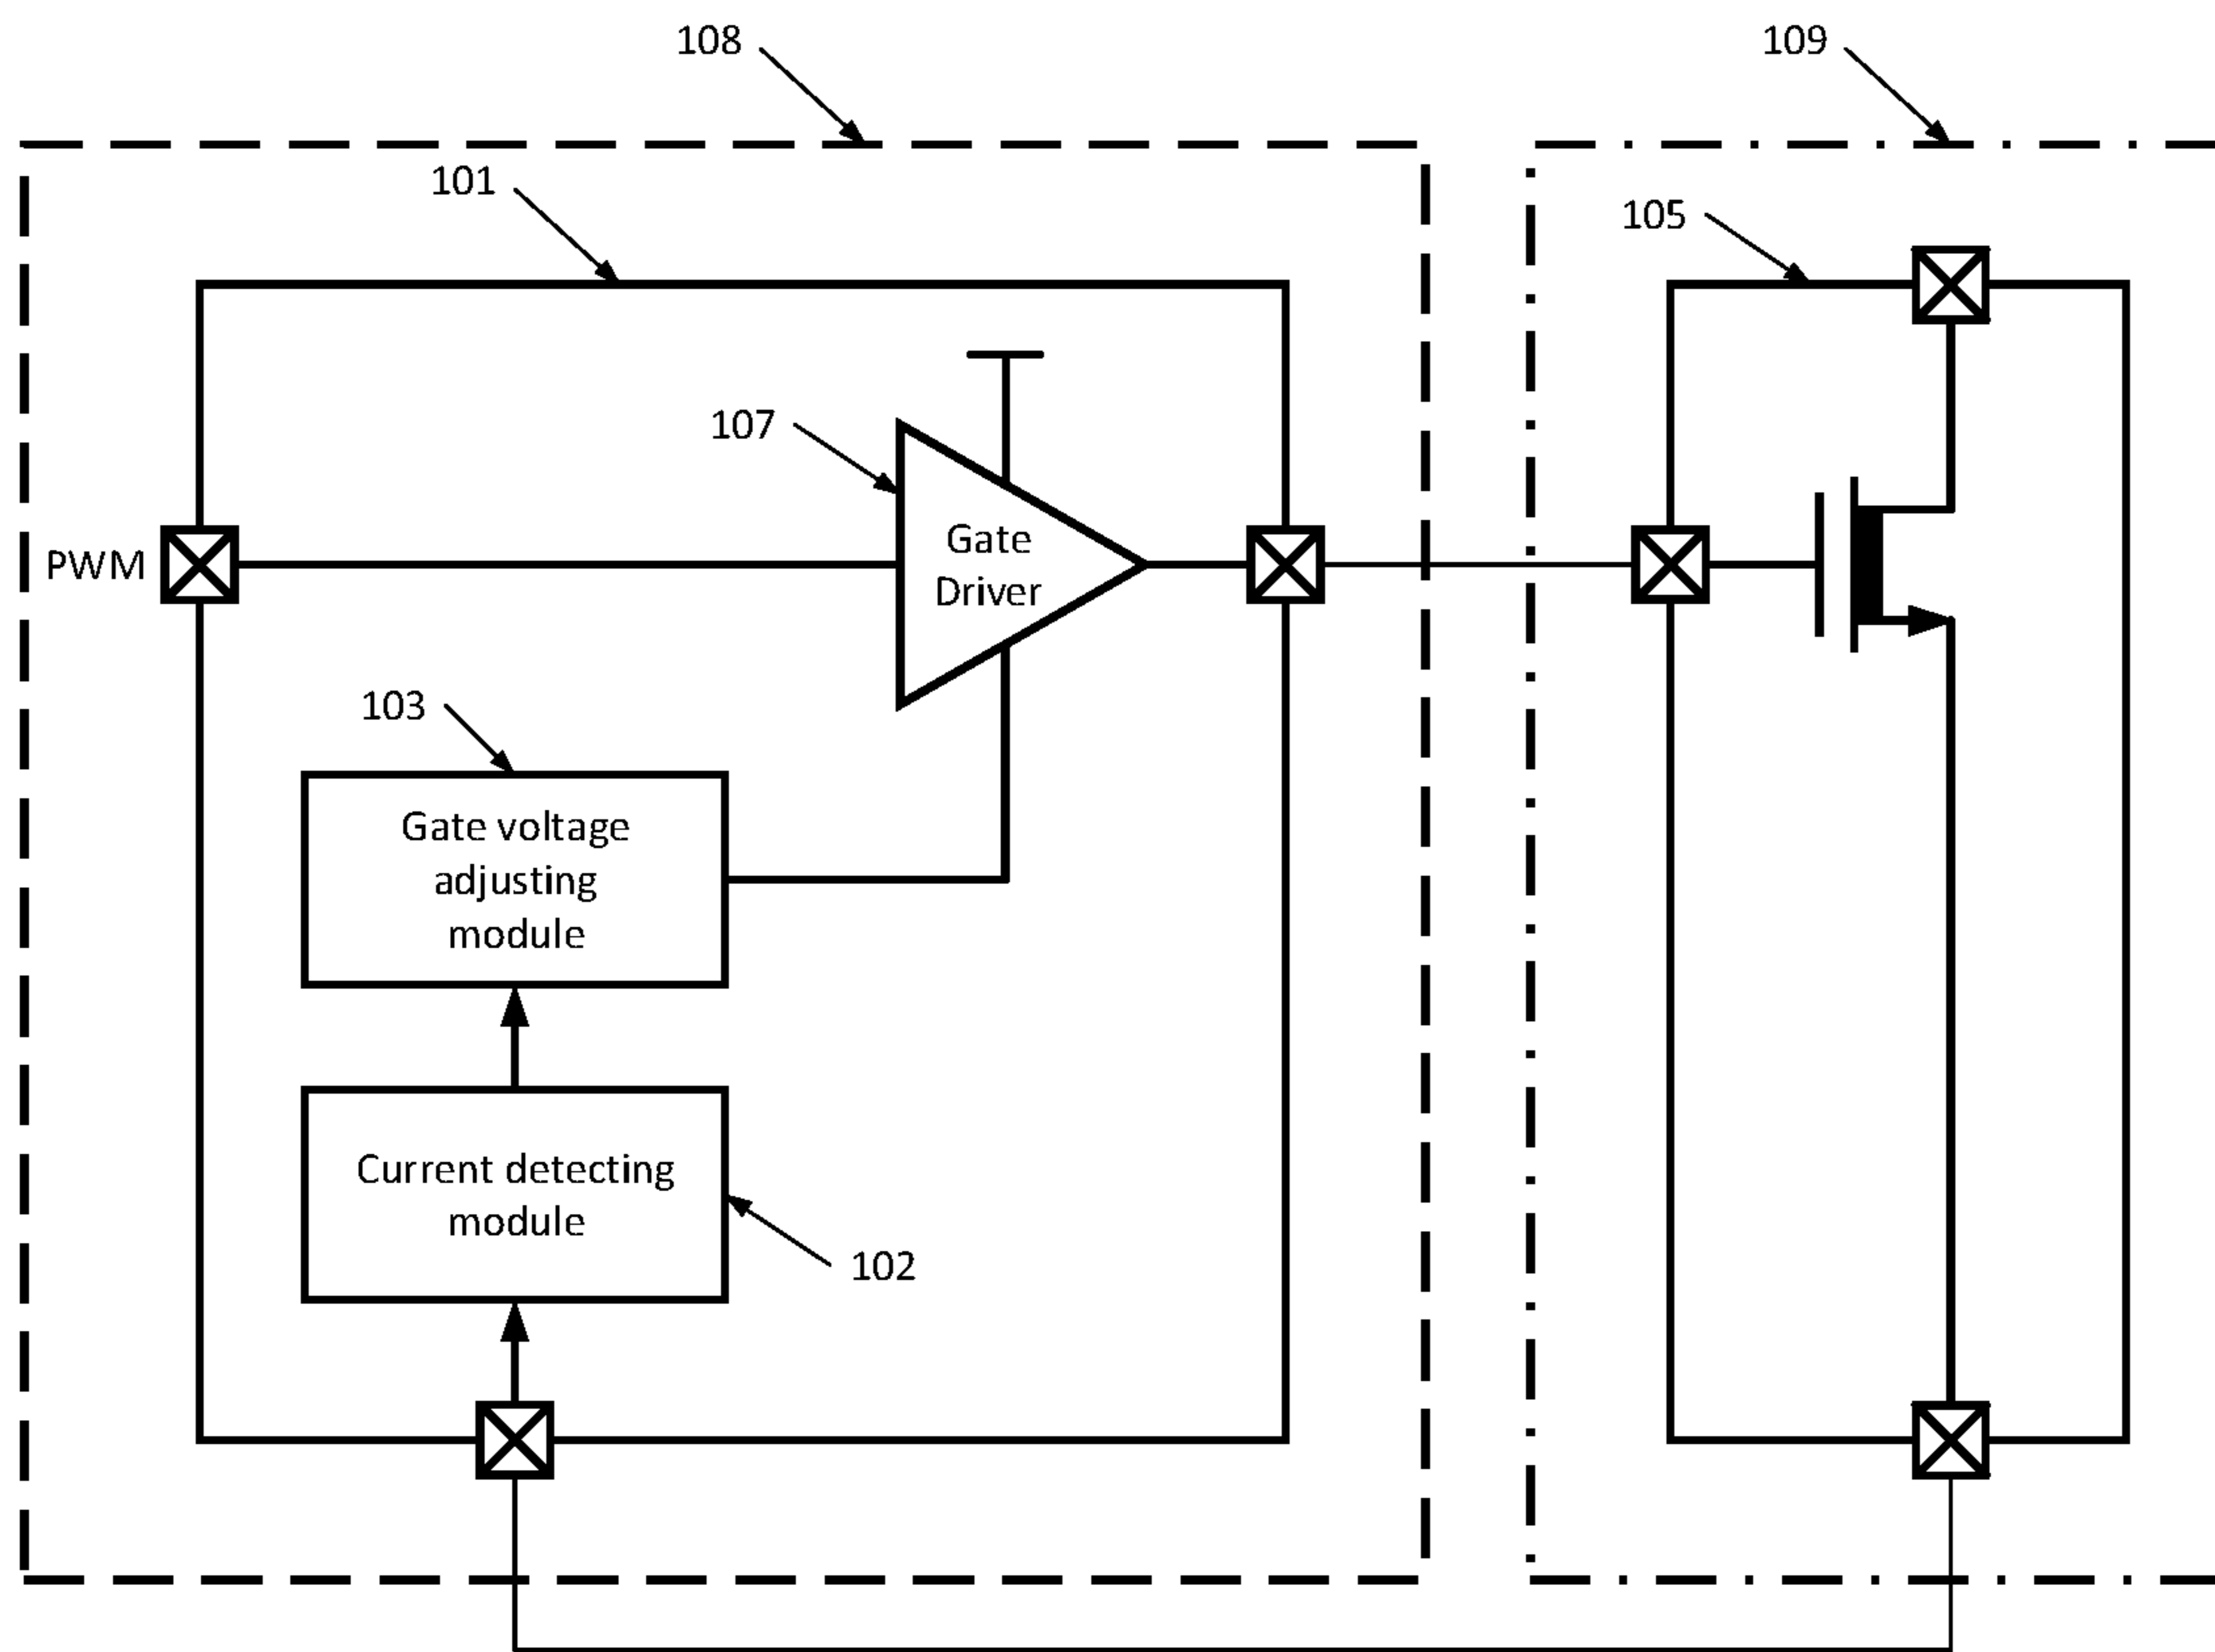 108
109
101
105
107
Gate
Driver
PWM
103
Gate voltage
adjusting
module
Current detecting
module
102